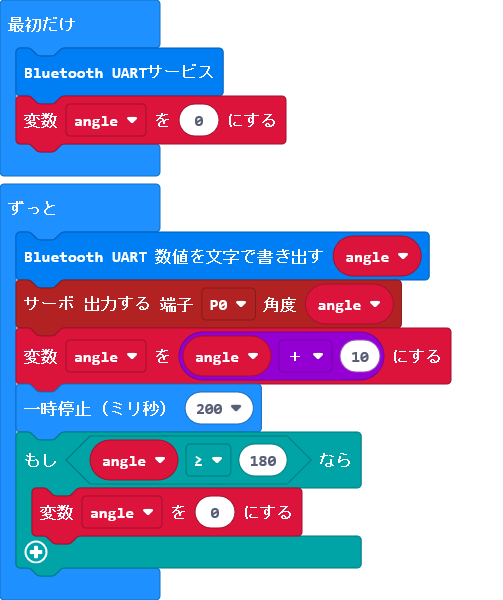 最初だけ
Bluetooth UARTサービス
変数 angle を 0 にする
ずっと
Bluetooth UART 数値を文字で書き出す angle
サーボ 出力する 端子 P0 角度 angle
変数 angle を angle + 10 にする
一時停止（ミリ秒） 200
もし angle ≥ 180 なら
変数 angle を 0 にする